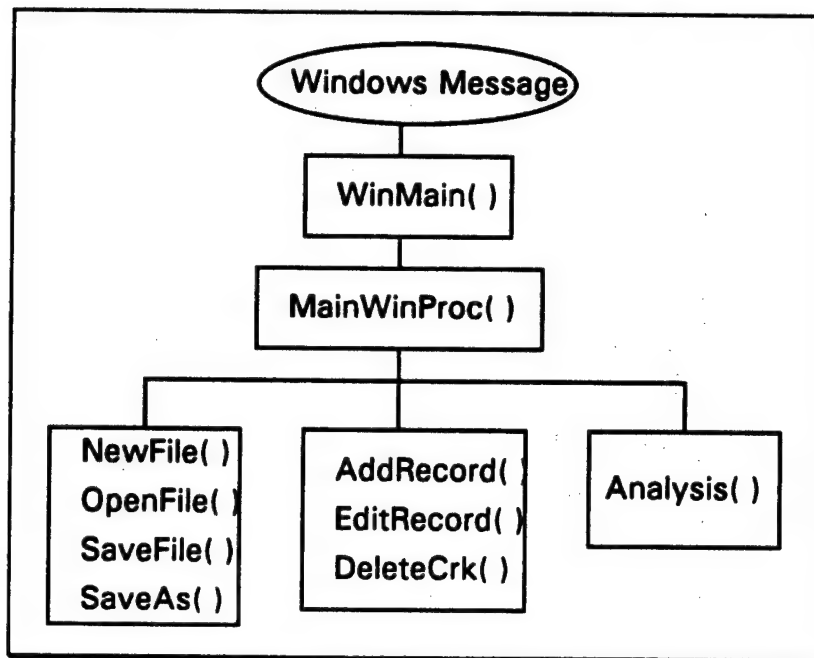 Windows Message
WinMain( )
MainWinProc( )
NewFile( )
OpenFile( )
SaveFile( )
SaveAs( )
AddRecord( )
EditRecord( )
DeleteCrk( )
Analysis( )